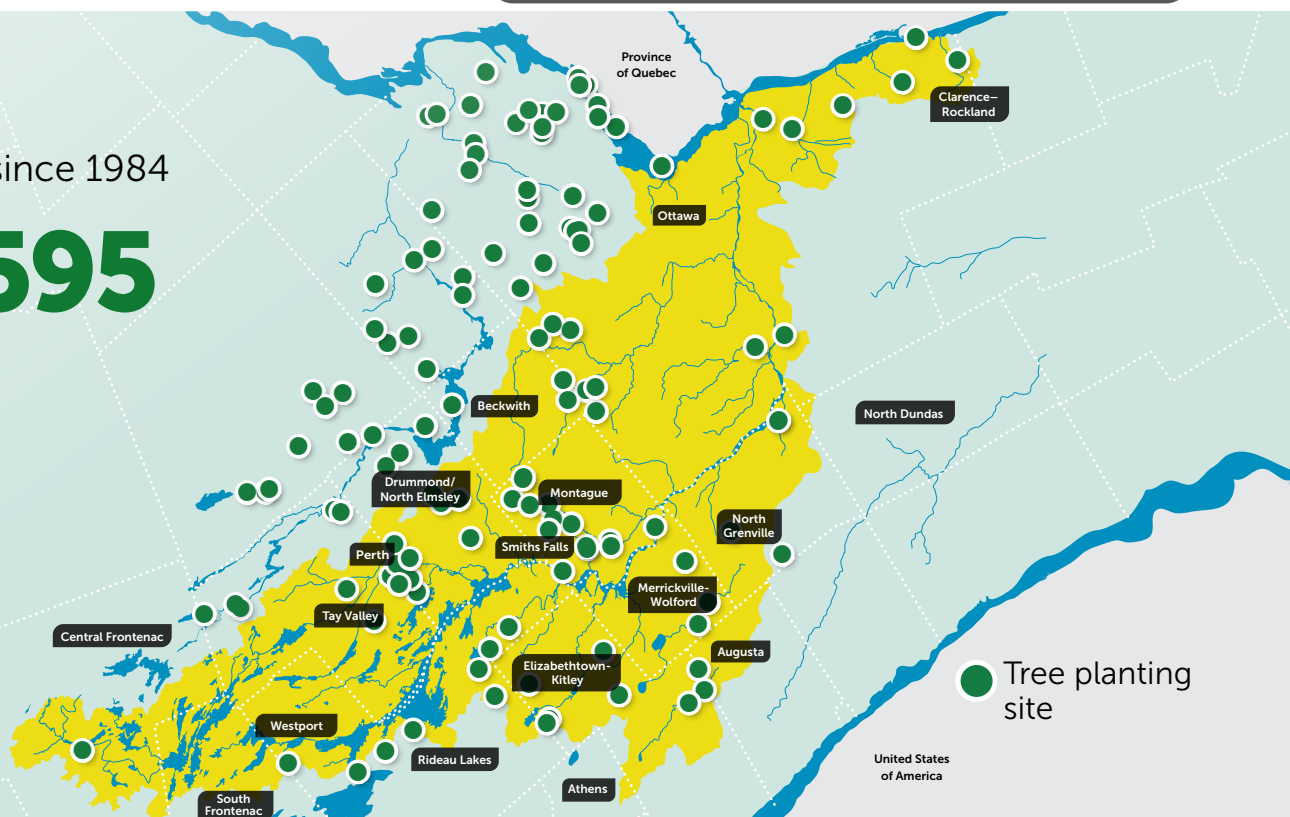 Province
of Quebec
Clarence–
Rockland
since 1984
595
Ottawa
Beckwith
North Dundas
Drummond/
North Elmsley
Montague
North
Grenville
Smiths Falls
Perth
Merrickville-
Wolford
Tay Valley
Central Frontenac
Augusta
Elizabethtown-
Kitley
Tree planting
site
Westport
Rideau Lakes
United States
of America
Athens
South
Frontenac